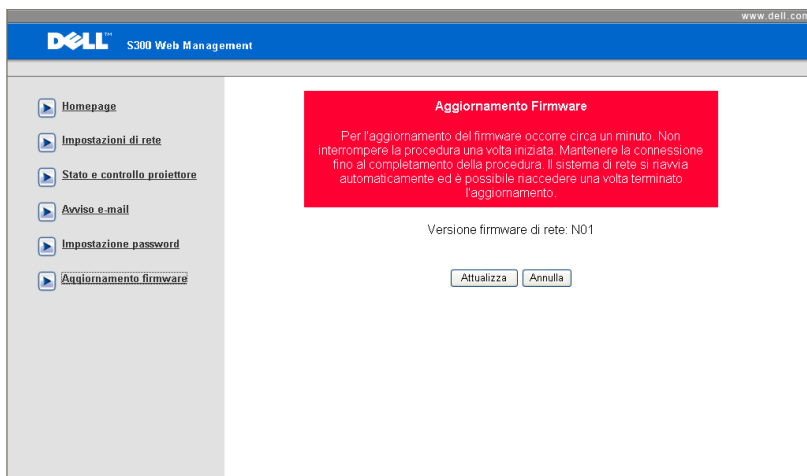 www.dell.com
DELL™ S300 Web Management
Homepage
Impostazioni di rete
Stato e controllo proiettore
Avviso e-mail
Impostazione password
Aggiornamento firmware
Aggiornamento Firmware
Per l'aggiornamento del firmware occorre circa un minuto. Non
interrompere la procedura una volta iniziata. Mantenere la connessione
fino al completamento della procedura. Il sistema di rete si riavvia
automaticamente ed è possibile riaccedere una volta terminato
l'aggiornamento.
Versione firmware di rete: N01
Attualizza Annulla